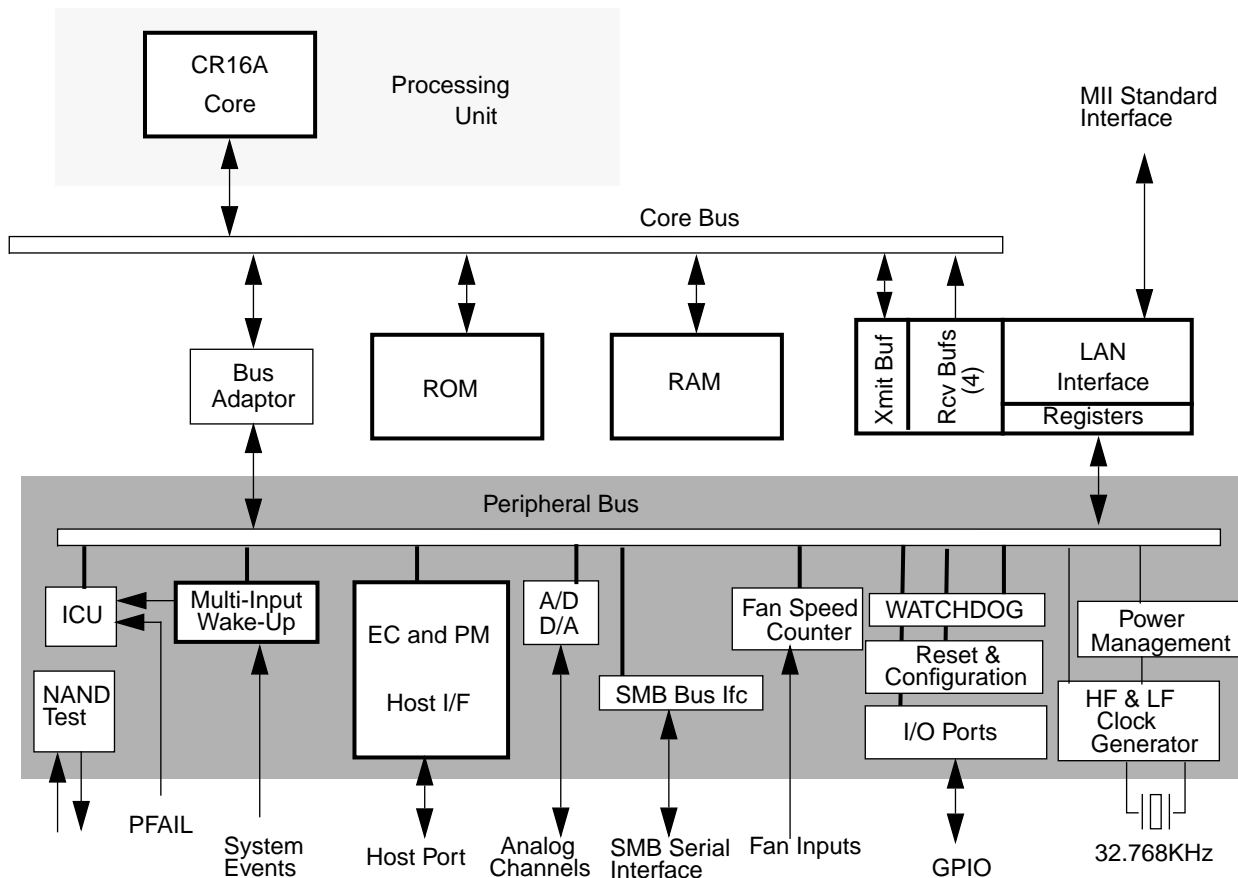 CR16A
Core
Processing
Unit
MII Standard
Interface
Core Bus
Bus
Adaptor
ROM
RAM
Xmit Buf
Rcv Bufs
(4)
LAN
Interface
Registers
Peripheral Bus
ICU
Multi-Input
Wake-Up
EC and PM
Host I/F
A/D
D/A
SMB Bus Ifc
Fan Speed
Counter
WATCHDOG
Reset &
Configuration
I/O Ports
Power
Management
HF & LF
Clock
Generator
NAND
Test
PFAIL
System
Events
Host Port
Analog
Channels
SMB Serial
Interface
Fan Inputs
GPIO
32.768KHz